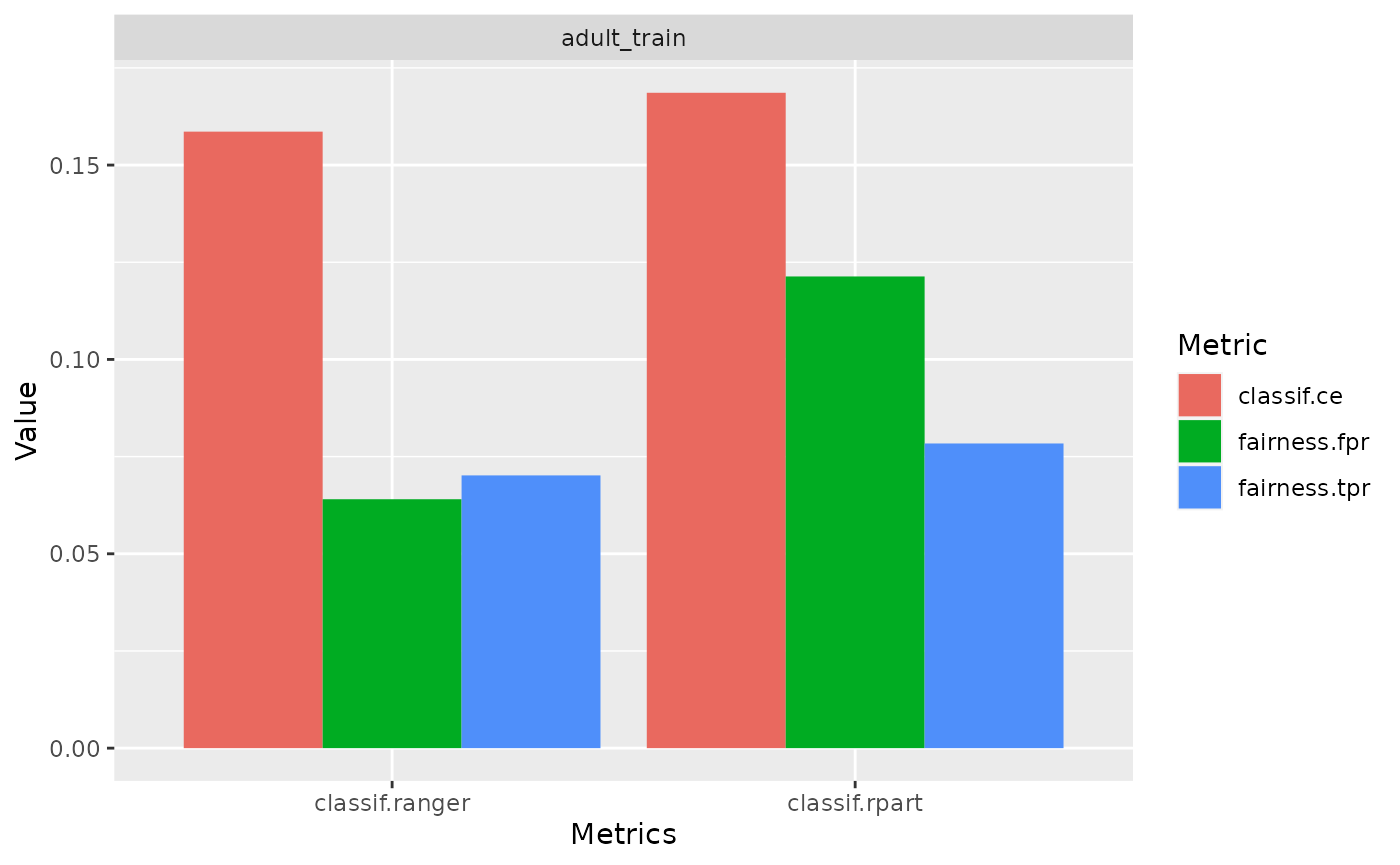 adult_train
0.15
0.10
0.05
0.00
Value
classif.ranger
classif.rpart
Metrics
Metric
classif.ce
fairness.fpr
fairness.tpr